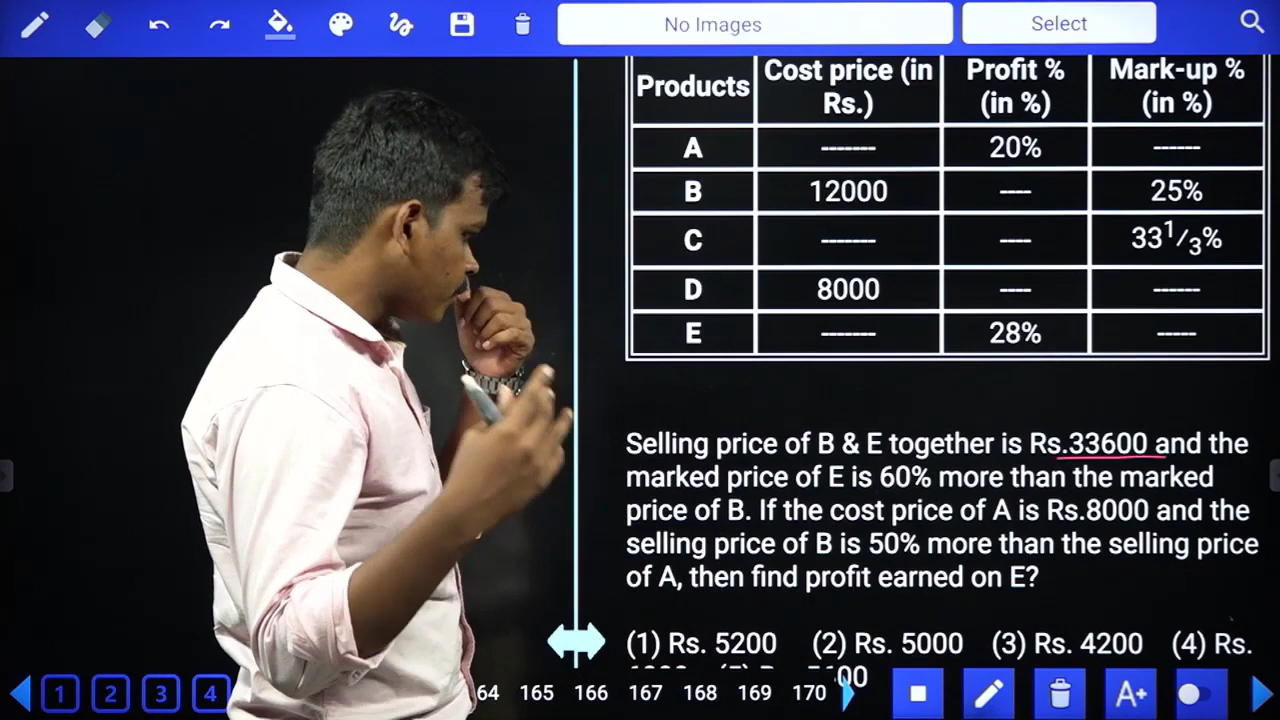 No Images
Select
Products Cost price (in Rs.) Profit % (in %) Mark-up % (in %)
A ------- 20% ------
B 12000 ---- 25%
C ------- ---- 33 1/3%
D 8000 ---- ------
E ------- 28% -----
Selling price of B & E together is Rs.33600 and the
marked price of E is 60% more than the marked
price of B. If the cost price of A is Rs.8000 and the
selling price of B is 50% more than the selling price
of A, then find profit earned on E?
(1) Rs. 5200 (2) Rs. 5000 (3) Rs. 4200 (4) Rs.
1 2 3 4 64 165 166 167 168 169 170
A+